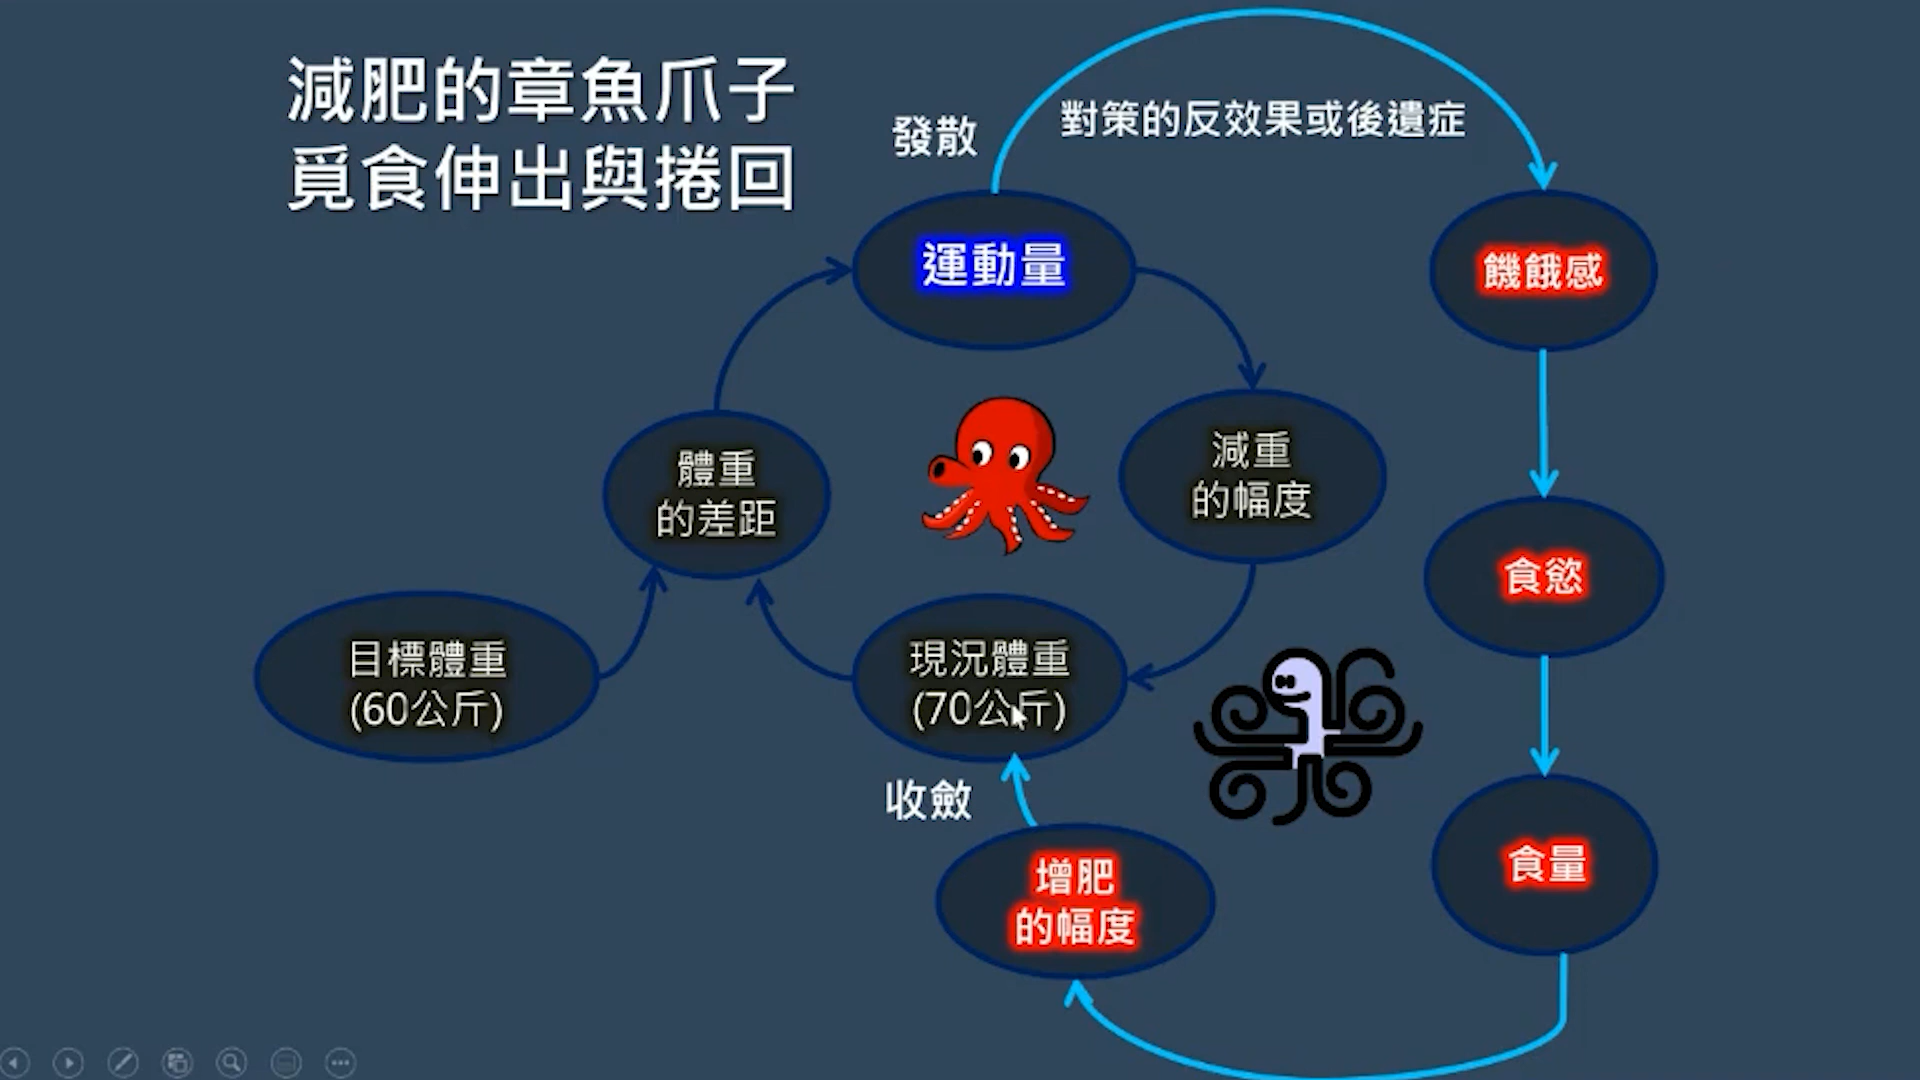 減肥的章魚爪子
覓食伸出與捲回
發散
對策的反效果或後遺症
運動量
饑餓感
體重
的差距
減重
的幅度
食慾
目標體重
(60公斤)
現況體重
(70公斤)
收斂
增肥
的幅度
食量